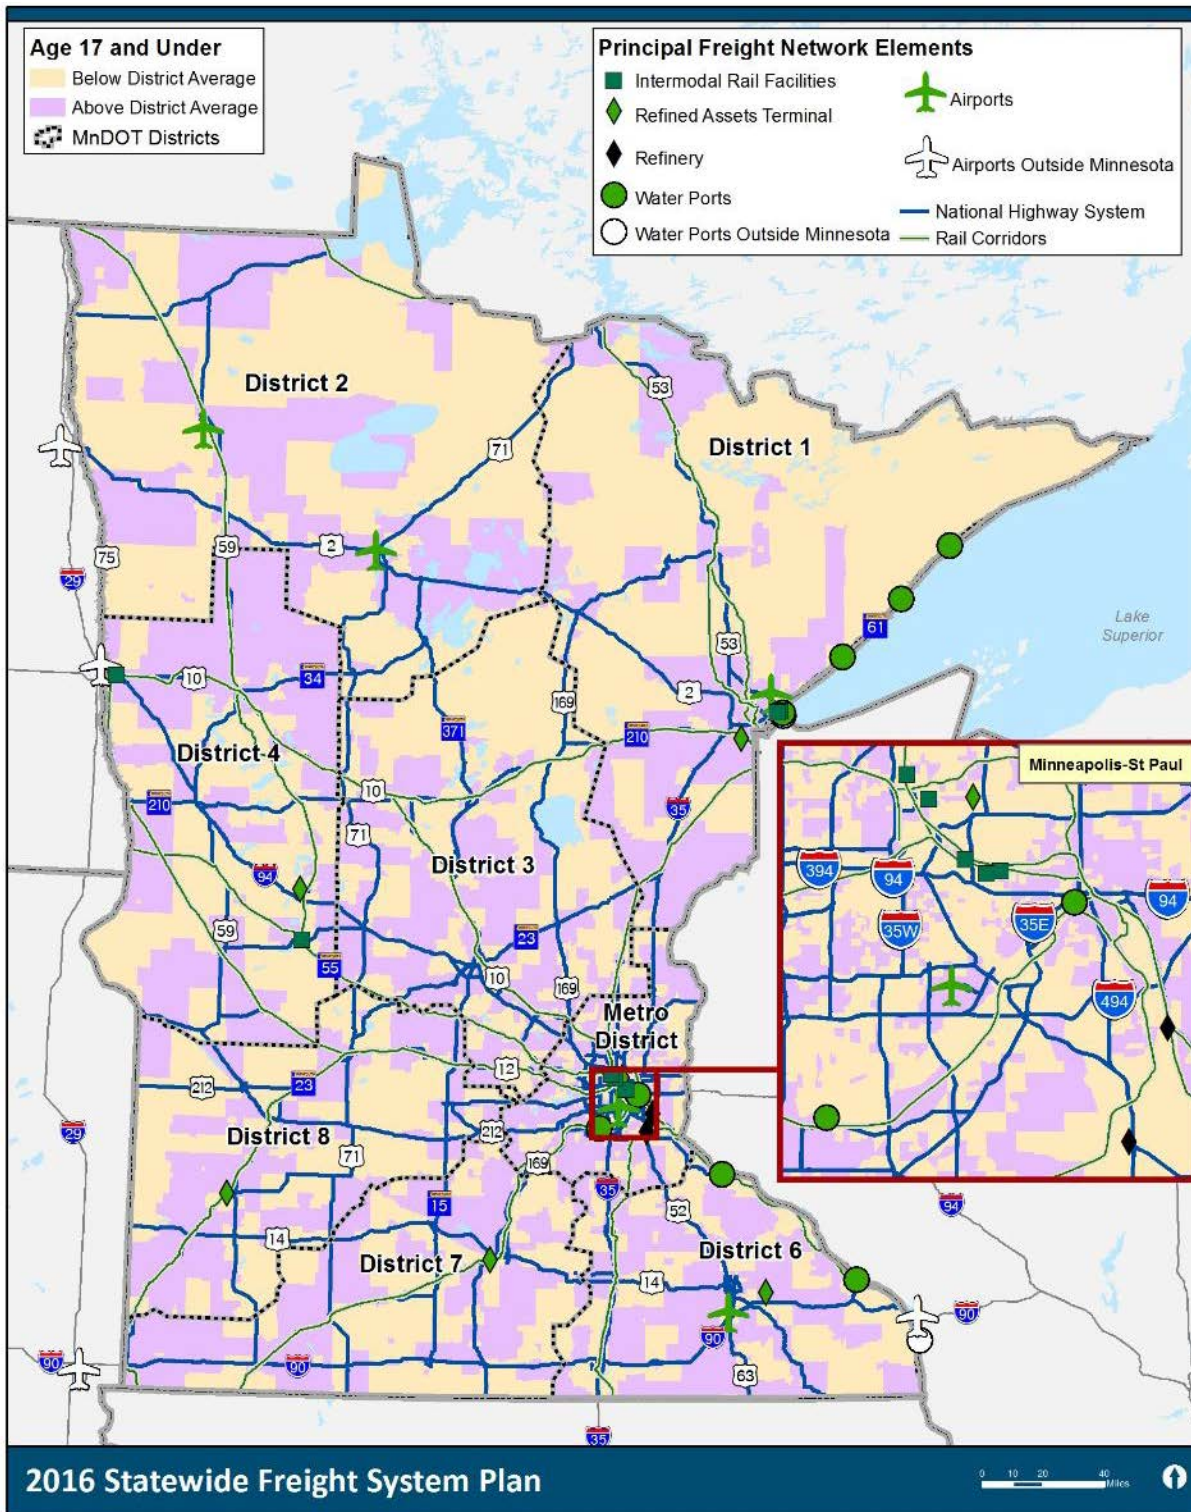 Age 17 and Under
Below District Average
Above District Average
MnDOT Districts
Principal Freight Network Elements
Intermodal Rail Facilities
Refined Assets Terminal
Refinery
Water Ports
Water Ports Outside Minnesota
Airports
Airports Outside Minnesota
National Highway System
Rail Corridors
District 2
53
District 1
71
59
2
75
29
61
Lake
Superior
53
10
34
2
169
371
210
District 4
Minneapolis-St Paul
10
210
35
71
District 3
94
394
94
94
59
23
35W
35E
55
10
169
494
Metro
District
12
212
23
29
District 8
212
71
169
35
15
52
94
14
District 7
District 6
14
90
90
90
90
63
35
2016 Statewide Freight System Plan
0 10 20 40
Miles